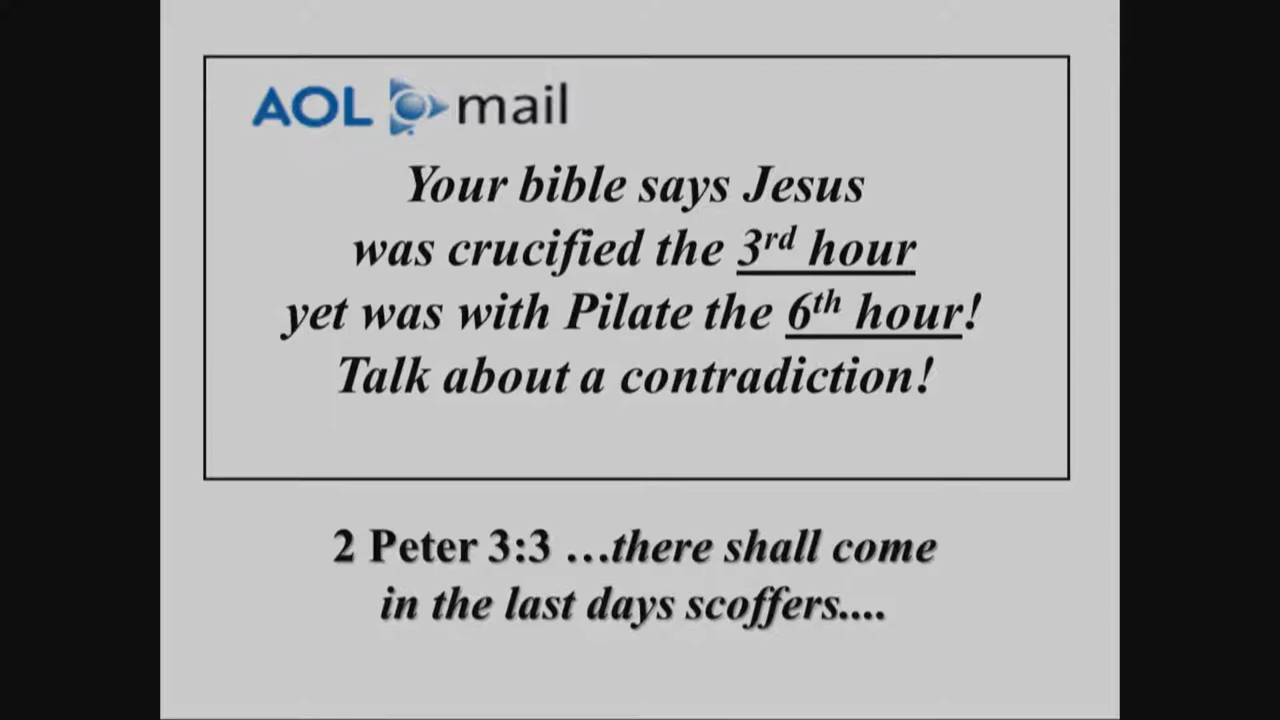 AOL mail
Your bible says Jesus
was crucified the 3rd hour
yet was with Pilate the 6th hour!
Talk about a contradiction!
2 Peter 3:3 …there shall come
in the last days scoffers....